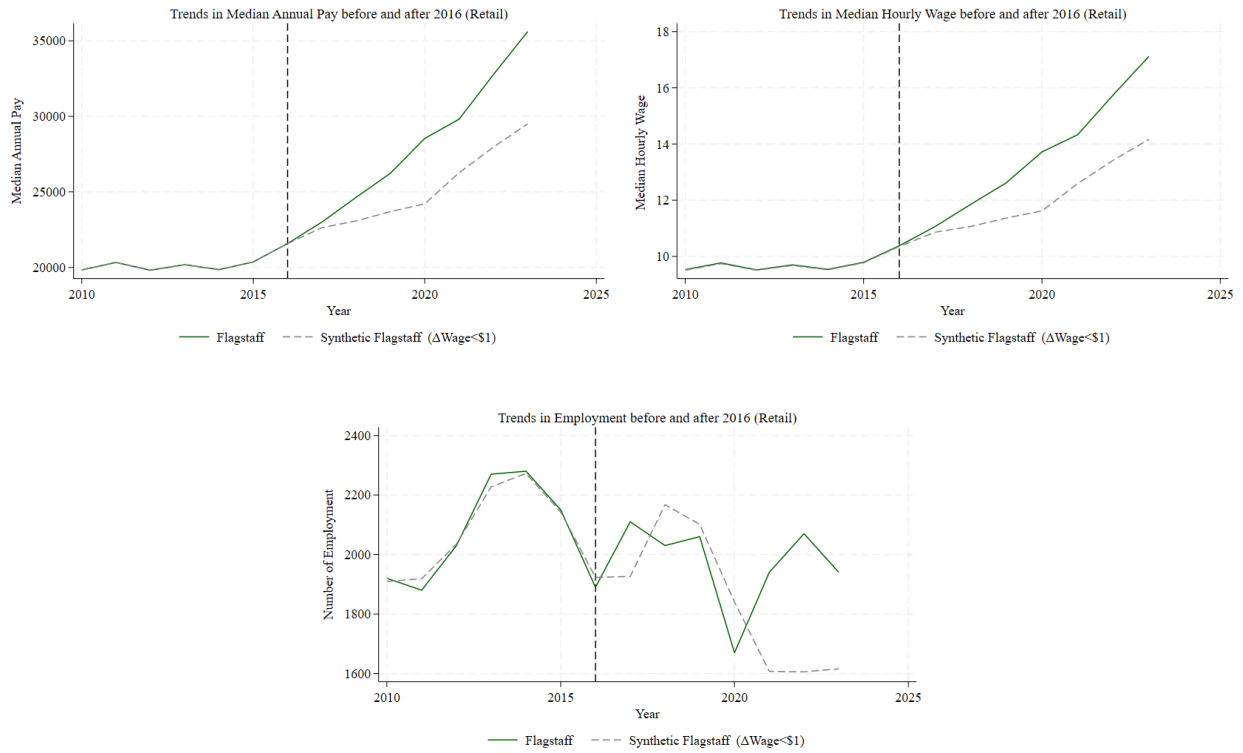 Trends in Median Annual Pay before and after 2016 (Retail)
35000
30000
25000
20000
Median Annual Pay
2010
2015
2020
2025
Year
Flagstaff
Synthetic Flagstaff (ΔWage<$1)
Trends in Median Hourly Wage before and after 2016 (Retail)
18
16
14
12
10
Median Hourly Wage
2010
2015
2020
2025
Year
Flagstaff
Synthetic Flagstaff (ΔWage<$1)
Trends in Employment before and after 2016 (Retail)
2400
2200
2000
1800
1600
Number of Employment
2010
2015
2020
2025
Year
Flagstaff
Synthetic Flagstaff (ΔWage<$1)